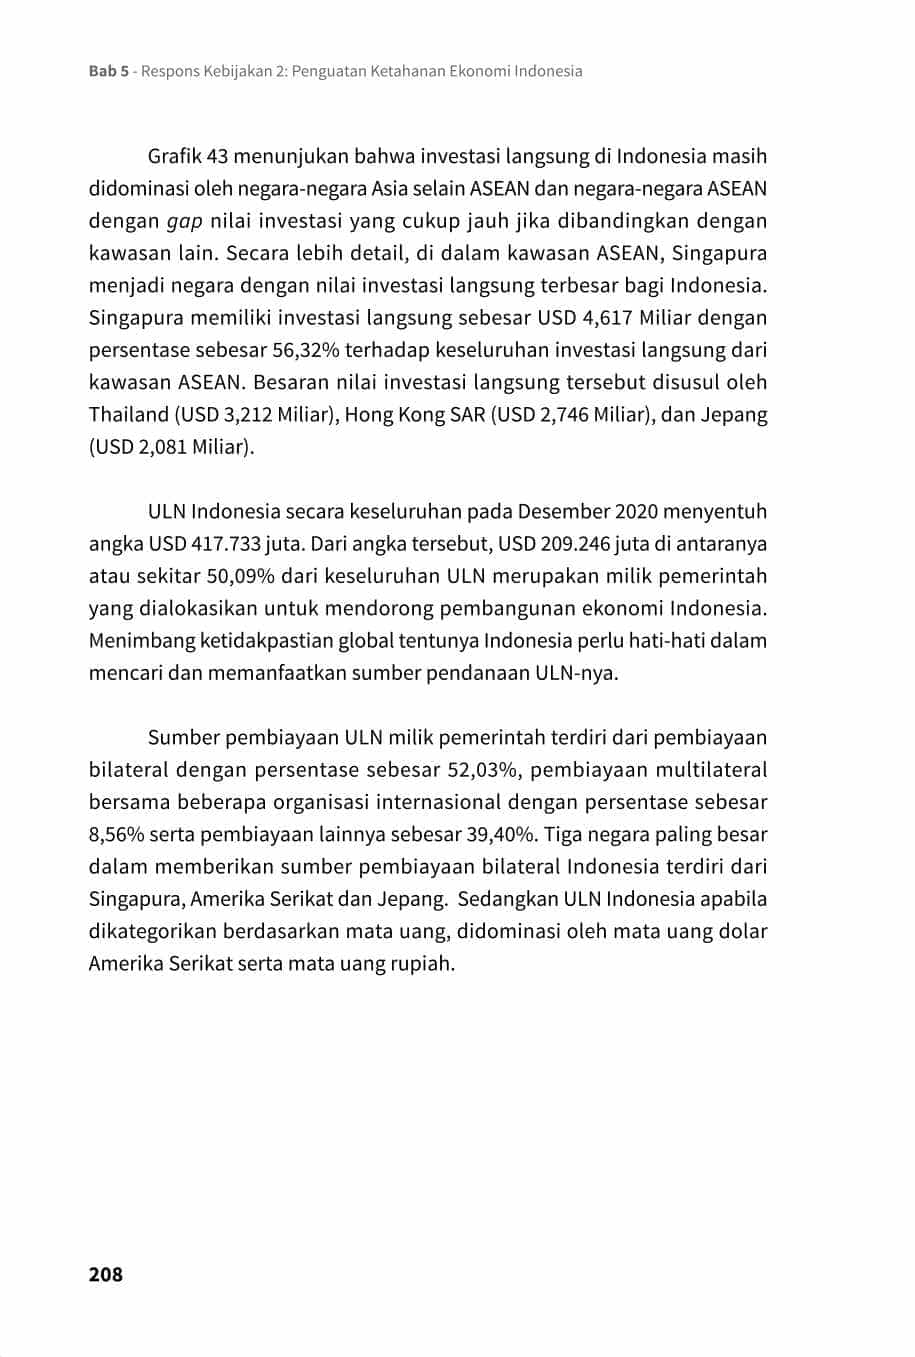 Bab 5 - Respons Kebijakan 2: Penguatan Ketahanan Ekonomi Indonesia
Grafik 43 menunjukan bahwa investasi langsung di Indonesia masih
didominasi oleh negara-negara Asia selain ASEAN dan negara-negara ASEAN
dengan gap nilai investasi yang cukup jauh jika dibandingkan dengan
kawasan lain. Secara lebih detail, di dalam kawasan ASEAN, Singapura
menjadi negara dengan nilai investasi langsung terbesar bagi Indonesia.
Singapura memiliki investasi langsung sebesar USD 4,617 Miliar dengan
persentase sebesar 56,32% terhadap keseluruhan investasi langsung dari
kawasan ASEAN. Besaran nilai investasi langsung tersebut disusul oleh
Thailand (USD 3,212 Miliar), Hong Kong SAR (USD 2,746 Miliar), dan Jepang
(USD 2,081 Miliar).
ULN Indonesia secara keseluruhan pada Desember 2020 menyentuh
angka USD 417.733 juta. Dari angka tersebut, USD 209.246 juta di antaranya
atau sekitar 50,09% dari keseluruhan ULN merupakan milik pemerintah
yang dialokasikan untuk mendorong pembangunan ekonomi Indonesia.
Menimbang ketidakpastian global tentunya Indonesia perlu hati-hati dalam
mencari dan memanfaatkan sumber pendanaan ULN-nya.
Sumber pembiayaan ULN milik pemerintah terdiri dari pembiayaan
bilateral dengan persentase sebesar 52,03%, pembiayaan multilateral
bersama beberapa organisasi internasional dengan persentase sebesar
8,56% serta pembiayaan lainnya sebesar 39,40%. Tiga negara paling besar
dalam memberikan sumber pembiayaan bilateral Indonesia terdiri dari
Singapura, Amerika Serikat dan Jepang.  Sedangkan ULN Indonesia apabila
dikategorikan berdasarkan mata uang, didominasi oleh mata uang dolar
Amerika Serikat serta mata uang rupiah.
208